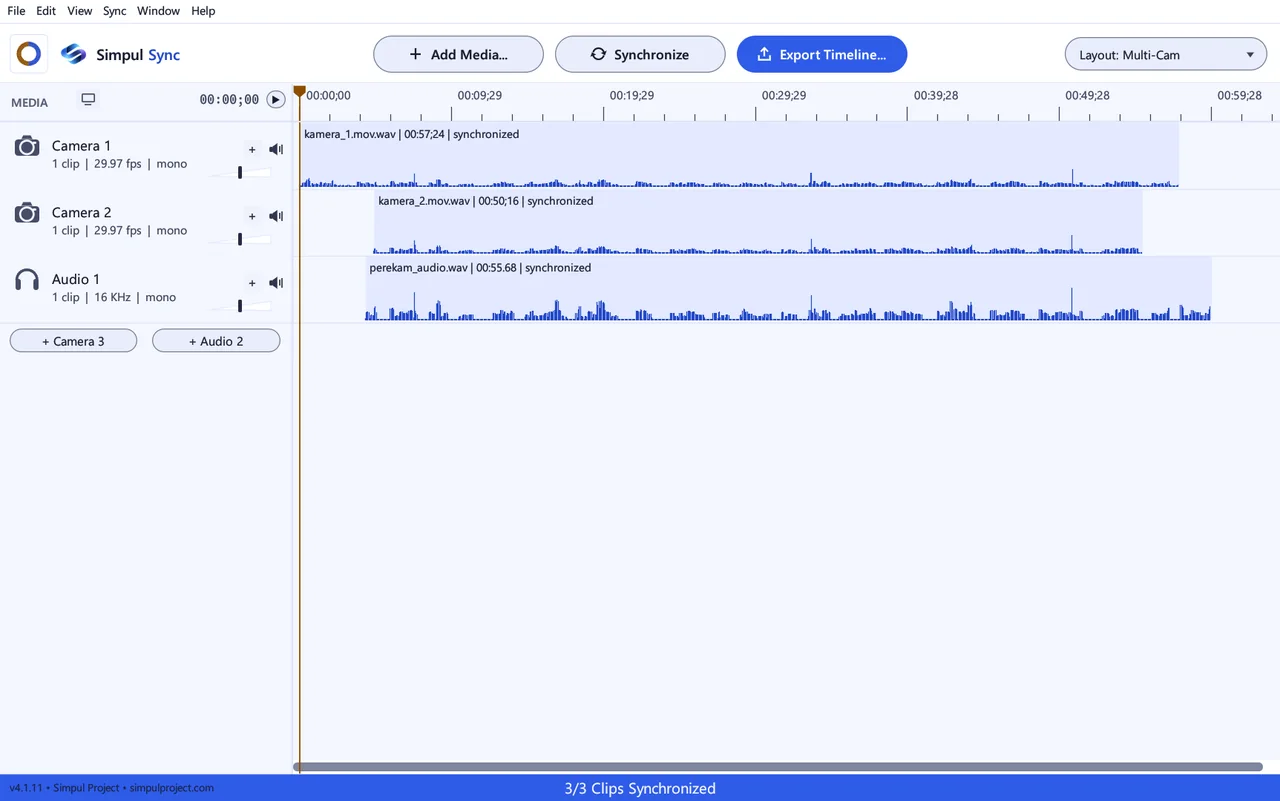 File Edit View Sync Window Help
Simpul Sync
+ Add Media...
Synchronize
Export Timeline...
Layout: Multi-Cam
MEDIA
00:00;00
00:00;00 00:09;29 00:19;29 00:29;29 00:39;28 00:49;28 00:59;28
Camera 1
1 clip | 29.97 fps | mono
+
kamera_1.mov.wav | 00:57;24 | synchronized
Camera 2
1 clip | 29.97 fps | mono
+
kamera_2.mov.wav | 00:50;16 | synchronized
Audio 1
1 clip | 16 KHz | mono
+
perekam_audio.wav | 00:55.68 | synchronized
+ Camera 3
+ Audio 2
v4.1.11 • Simpul Project • simpulproject.com
3/3 Clips Synchronized